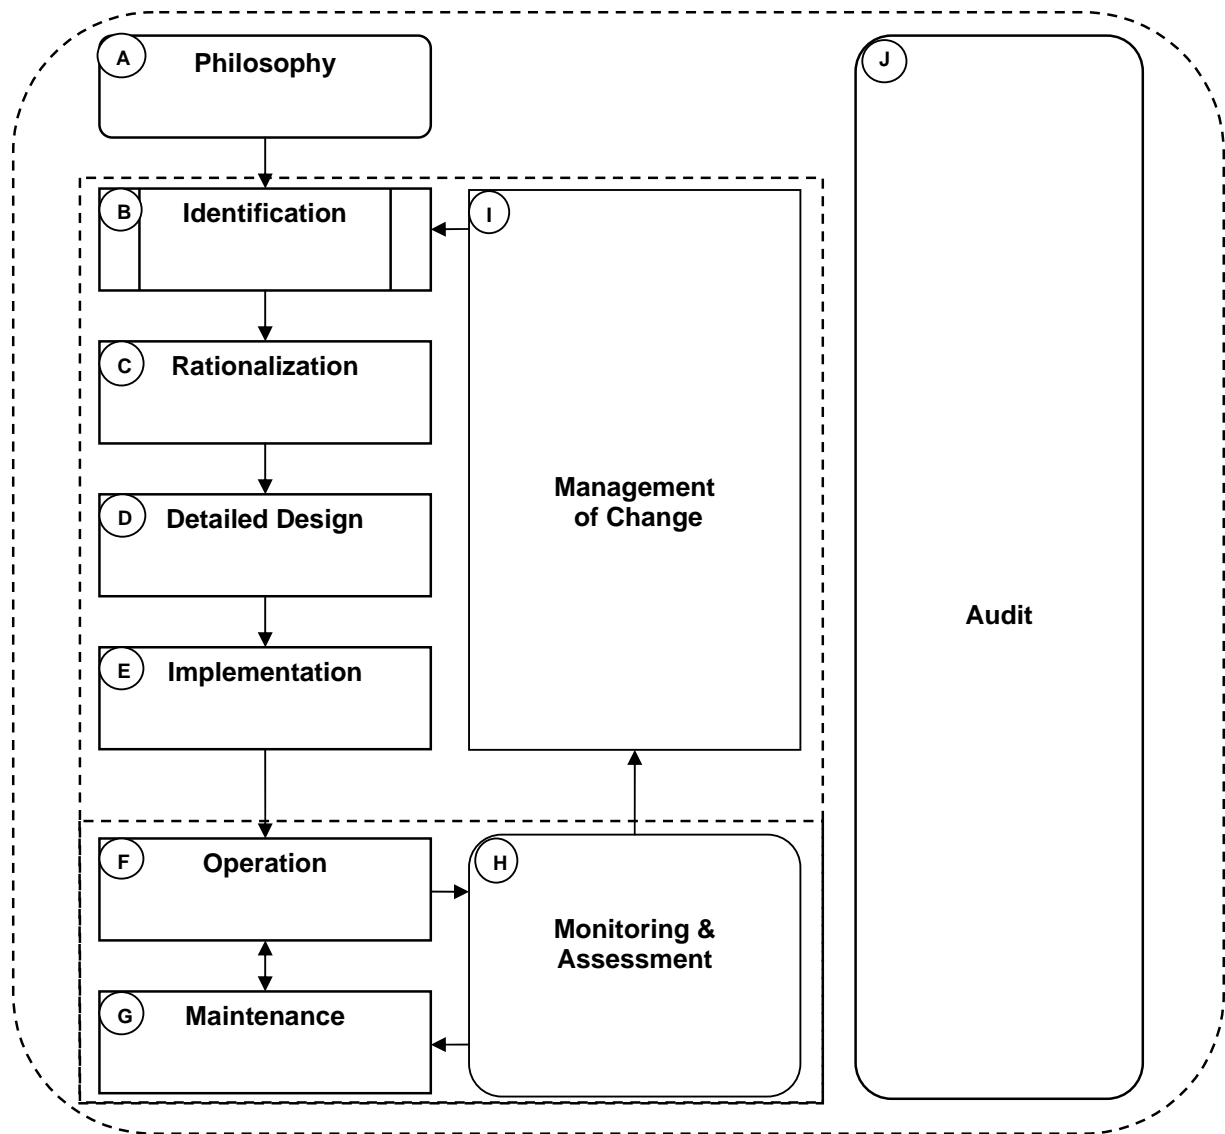 A
Philosophy
B
Identification
C
Rationalization
D
Detailed Design
E
Implementation
F
Operation
G
Maintenance
H
Monitoring &
Assessment
I
Management
of Change
J
Audit